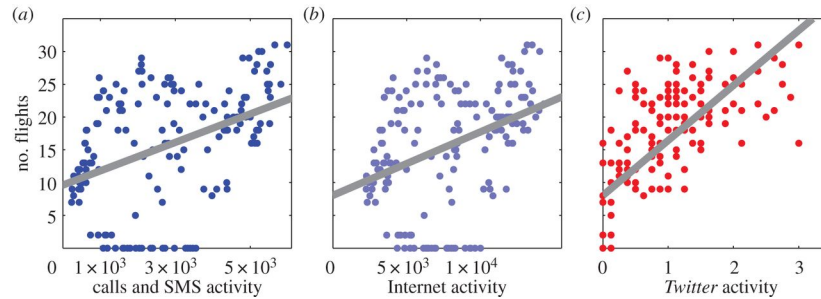 (a) (b) (c)
no. flights
30
25
20
15
10
5
0 1 × 10³ 3 × 10³ 5 × 10³
calls and SMS activity
0 5 × 10³ 1 × 10⁴
Internet activity
0 1 2 3
Twitter activity